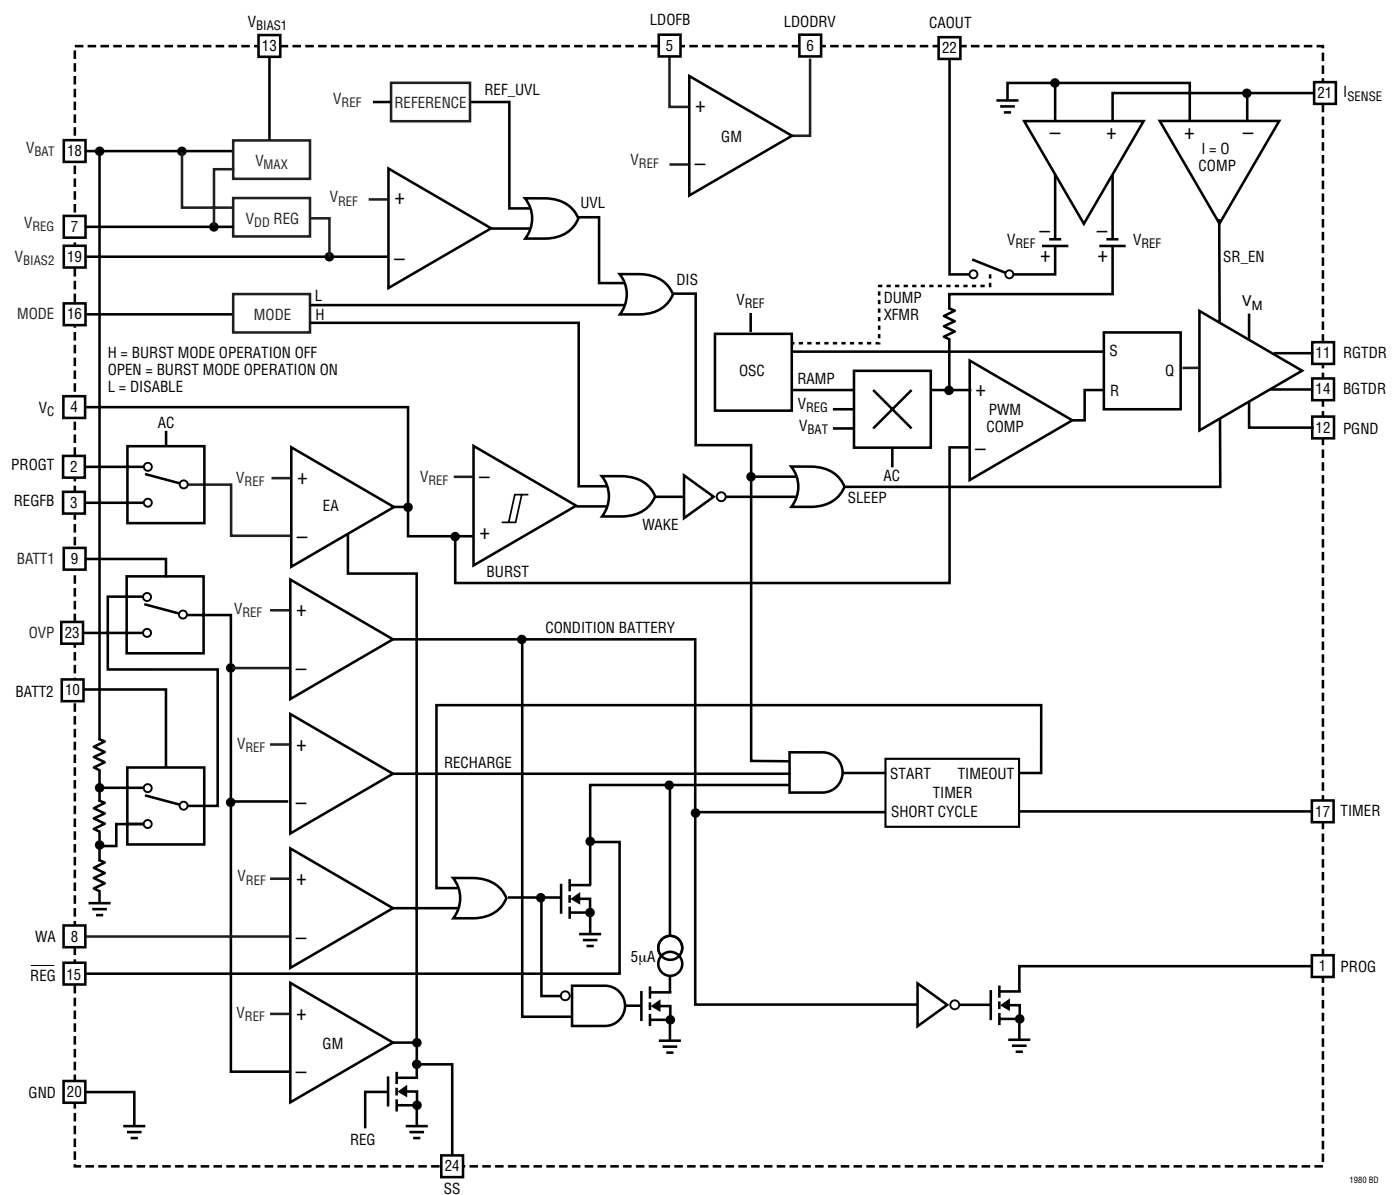 VBIAS1
13
LDOFB
5
LDODRV
6
CAOUT
22
VREF
REFERENCE
REF_UVL
+
GM
VREF
–
–
+
+
–
I = 0
COMP
21
ISENSE
VBAT
18
VMAX
VREF
+
–
UVL
VREG
7
VDD REG
VBIAS2
19
VREF
–
+
–
+
VREF
SR_EN
MODE
16
MODE
L
H
DIS
VREF
DUMP
XFMR
VM
H = BURST MODE OPERATION OFF
OPEN = BURST MODE OPERATION ON
L = DISABLE
OSC
RAMP
VREG
VBAT
AC
+
PWM
COMP
–
S
R
Q
11
RGTDR
14
BGTDR
12
PGND
VC
4
AC
PROGT
2
REGFB
3
VREF
+
EA
–
VREF
–
+
WAKE
SLEEP
BURST
BATT1
9
OVP
23
VREF
+
–
CONDITION BATTERY
BATT2
10
VREF
+
–
RECHARGE
START
TIMEOUT
TIMER
SHORT CYCLE
17
TIMER
VREF
+
–
WA
8
REG
15
5µA
1
PROG
VREF
+
GM
–
GND
20
REG
24
SS
1980 BD